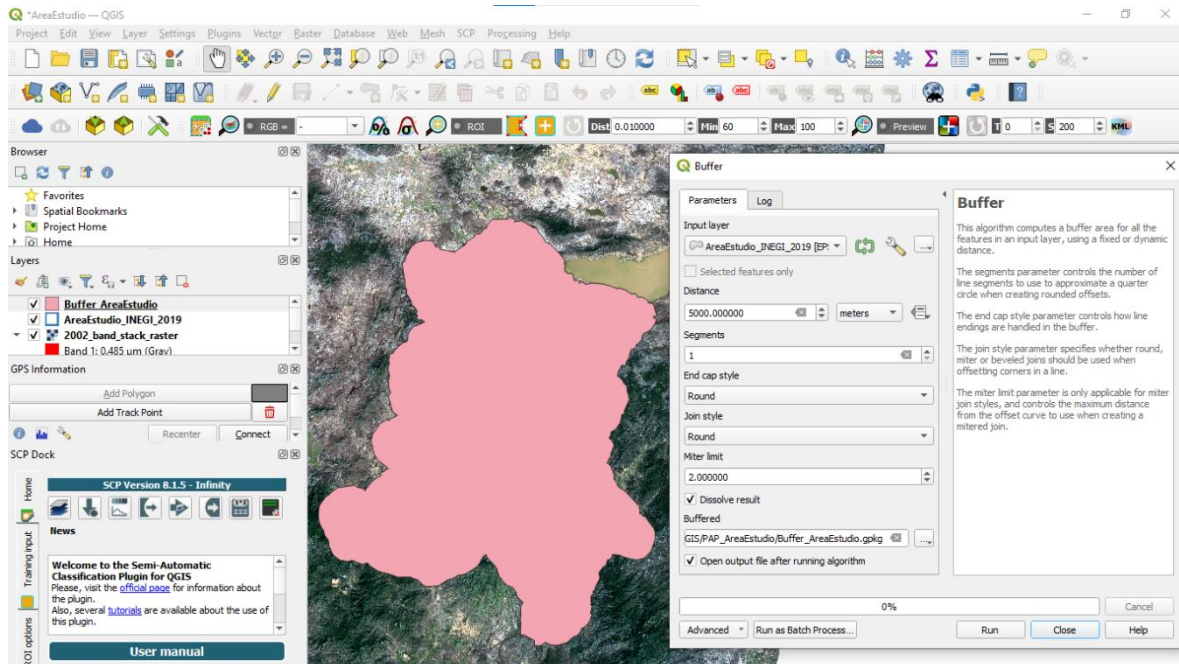 *AreaEstudio — QGIS
Project Edit View Layer Settings Plugins Vector Raster Database Web Mesh SCP Processing Help
RGB = -
ROI
Dist 0.010000
Min 60
Max 100
Preview
T 0
S 200
KML
Browser
Favorites
Spatial Bookmarks
Project Home
Home
Layers
Buffer_AreaEstudio
AreaEstudio_INEGI_2019
2002_band_stack_raster
Band 1: 0.485 um (Gray)
GPS Information
Add Polygon
Add Track Point
Recenter Connect
SCP Dock
Home
Training input
ROI options
SCP Version 8.1.5 - Infinity
News
Welcome to the Semi-Automatic
Classification Plugin for QGIS
Please, visit the official page for information about
the plugin.
Also, several tutorials are available about the use of
this plugin.
User manual
Buffer
Parameters Log
Input layer
AreaEstudio_INEGI_2019 [EP:
Selected features only
Distance
5000.000000 meters
Segments
1
End cap style
Round
Join style
Round
Miter limit
2.000000
Dissolve result
Buffered
GIS/PAP_AreaEstudio/Buffer_AreaEstudio.gpkg
Open output file after running algorithm
Buffer
This algorithm computes a buffer area for all the
features in an input layer, using a fixed or dynamic
distance.
The segments parameter controls the number of
line segments to use to approximate a quarter
circle when creating rounded offsets.
The end cap style parameter controls how line
endings are handled in the buffer.
The join style parameter specifies whether round,
miter or beveled joins should be used when
offsetting corners in a line.
The miter limit parameter is only applicable for miter
join styles, and controls the maximum distance
from the offset curve to use when creating a
mitered join.
0%
Cancel
Advanced Run as Batch Process... Run Close Help